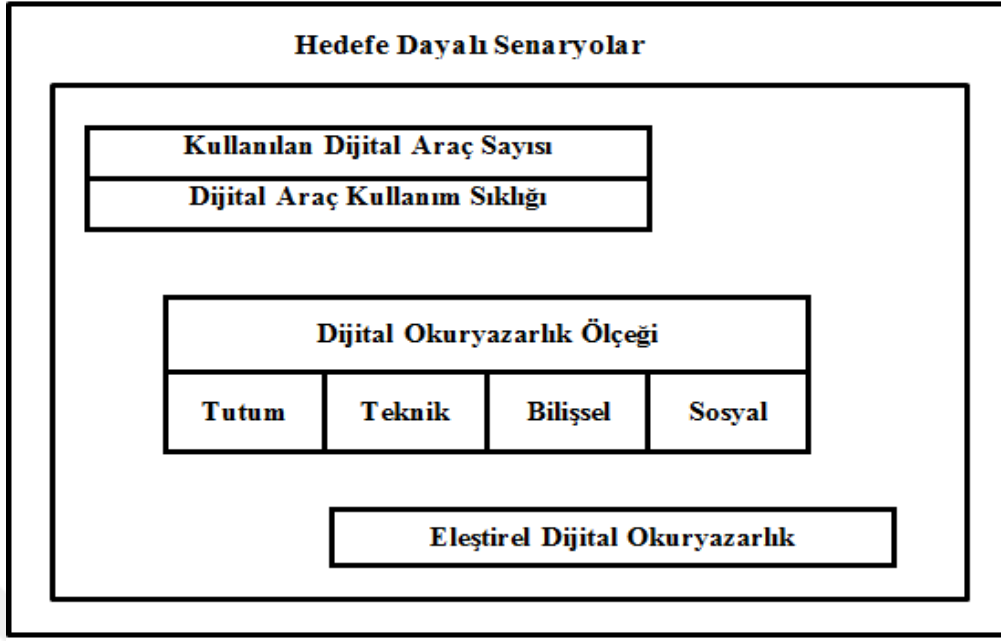 Hedefe Dayalı Senaryolar
Kullanılan Dijital Araç Sayısı
Dijital Araç Kullanım Sıklığı
Dijital Okuryazarlık Ölçeği
Tutum Teknik Bilişsel Sosyal
Eleştirel Dijital Okuryazarlık